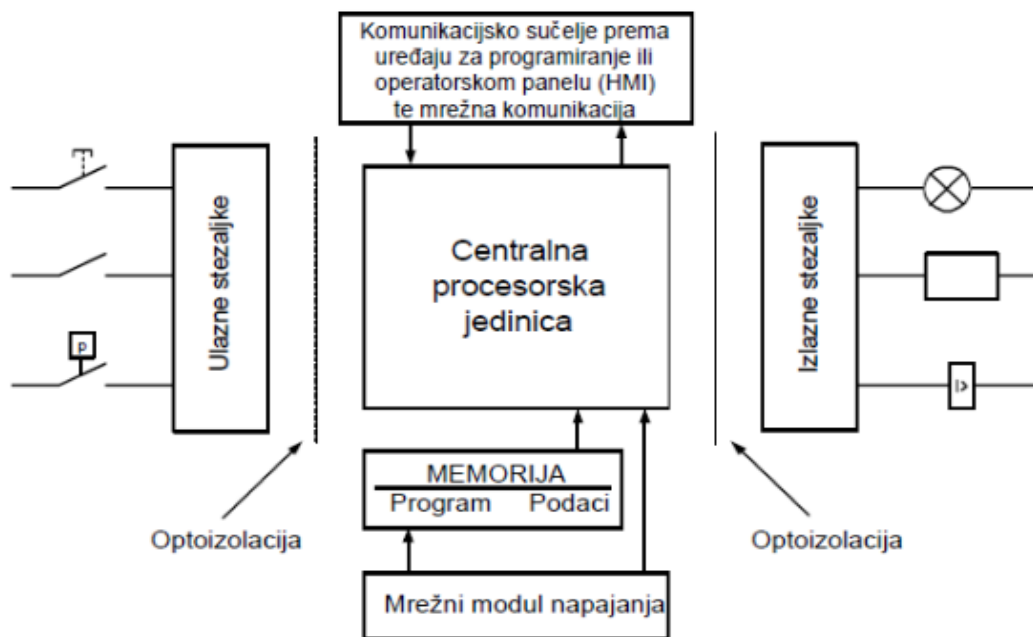 Komunikacijsko sučelje prema
uređaju za programiranje ili
operatorskom panelu (HMI)
te mrežna komunikacija
Ulazne stezaljke
p
Centralna
procesorska
jedinica
Izlazne stezaljke
I>
MEMORIJA
Program Podaci
Optoizolacija
Optoizolacija
Mrežni modul napajanja